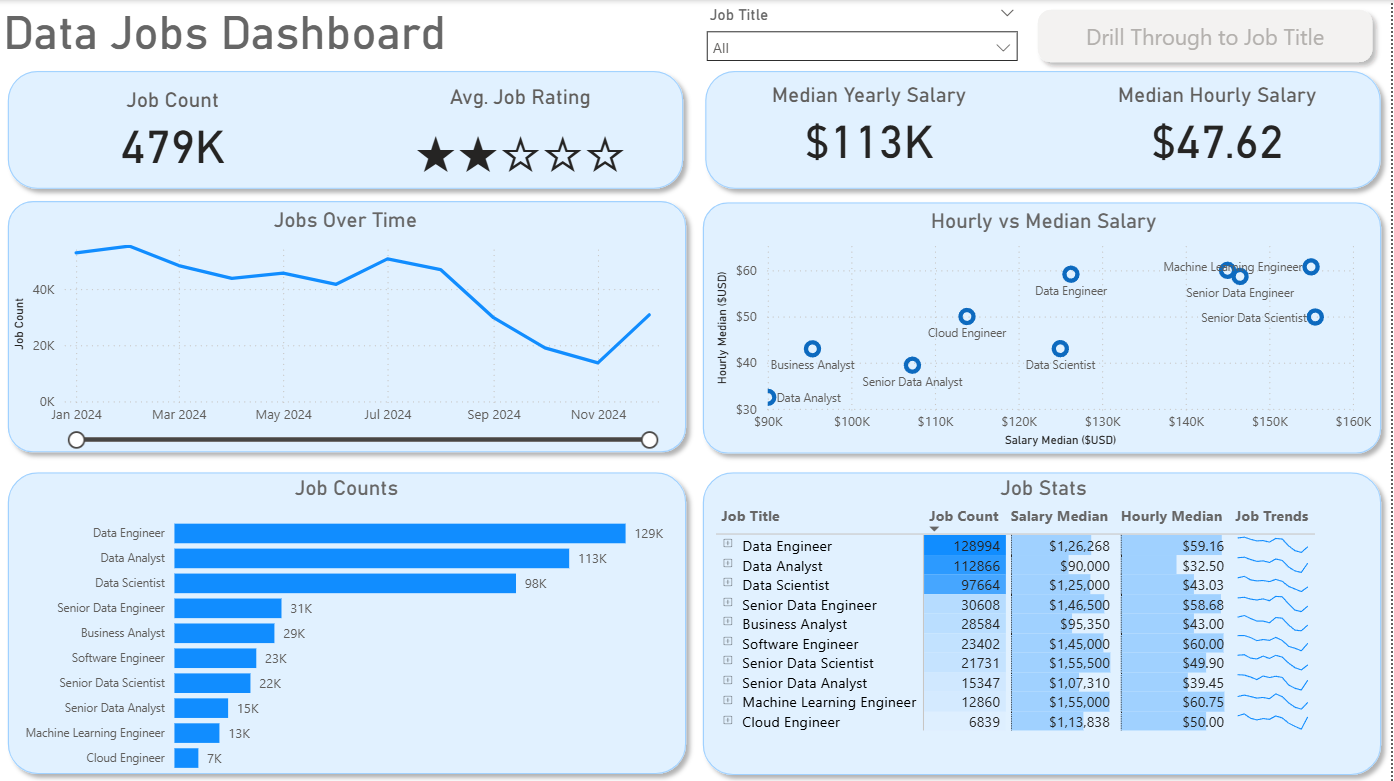 Data Jobs Dashboard
Job Title
All
Drill Through to Job Title
Job Count
479K
Avg. Job Rating
★★☆☆☆
Median Yearly Salary
$113K
Median Hourly Salary
$47.62
Jobs Over Time
Job Count
40K
20K
0K
Jan 2024 Mar 2024 May 2024 Jul 2024 Sep 2024 Nov 2024
Hourly vs Median Salary
Hourly Median ($USD)
$60
$50
$40
$30
Machine Learning Engineer
Data Engineer
Senior Data Engineer
Senior Data Scientist
Cloud Engineer
Business Analyst
Data Scientist
Senior Data Analyst
Data Analyst
$90K $100K $110K $120K $130K $140K $150K $160K
Salary Median ($USD)
Job Counts
Data Engineer 129K
Data Analyst 113K
Data Scientist 98K
Senior Data Engineer 31K
Business Analyst 29K
Software Engineer 23K
Senior Data Scientist 22K
Senior Data Analyst 15K
Machine Learning Engineer 13K
Cloud Engineer 7K
Job Stats
Job Title Job Count Salary Median Hourly Median Job Trends
Data Engineer 128994 $1,26,268 $59.16
Data Analyst 112866 $90,000 $32.50
Data Scientist 97664 $1,25,000 $43.03
Senior Data Engineer 30608 $1,46,500 $58.68
Business Analyst 28584 $95,350 $43.00
Software Engineer 23402 $1,45,000 $60.00
Senior Data Scientist 21731 $1,55,500 $49.90
Senior Data Analyst 15347 $1,07,310 $39.45
Machine Learning Engineer 12860 $1,55,000 $60.75
Cloud Engineer 6839 $1,13,838 $50.00